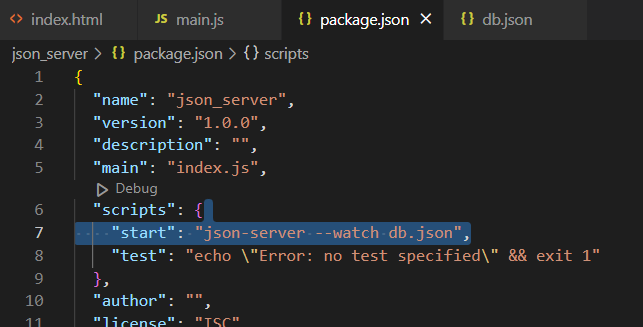 index.html JS main.js {} package.json × {} db.json
json_server > {} package.json > {} scripts
1 {
2 "name": "json_server",
3 "version": "1.0.0",
4 "description": "",
5 "main": "index.js",
Debug
6 "scripts": {
7 "start": "json-server --watch db.json",
8 "test": "echo \"Error: no test specified\" && exit 1"
9 },
10 "author": "",
11 "license": "ISC"